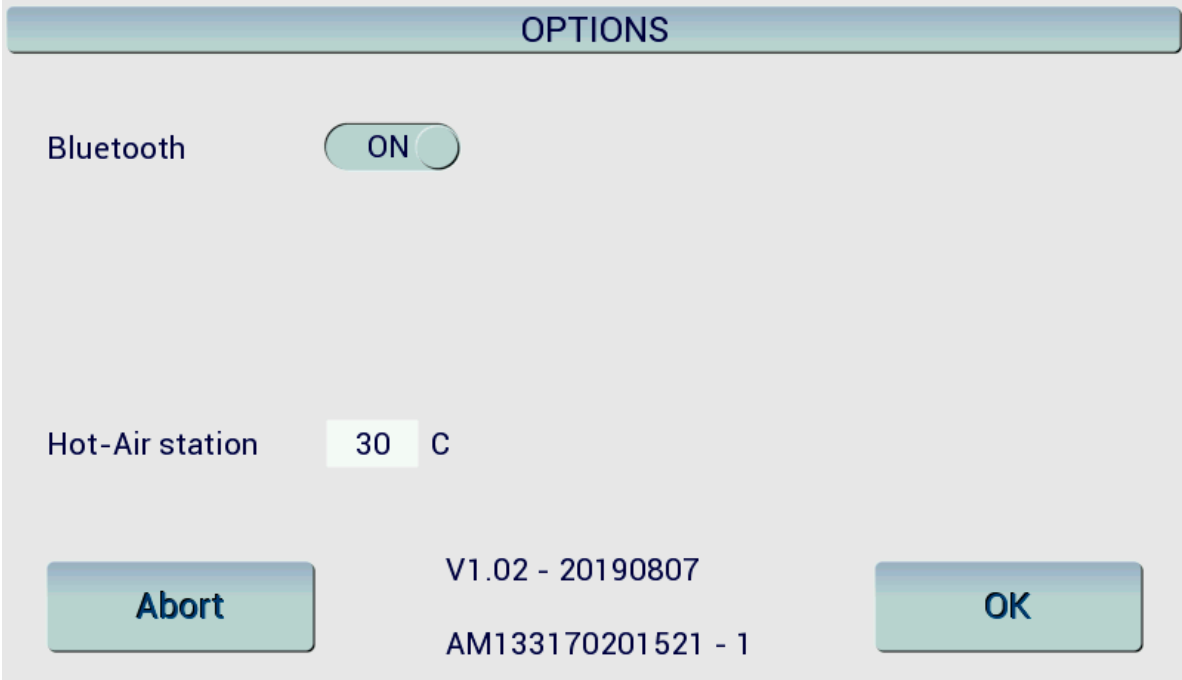 OPTIONS
Bluetooth ON
Hot-Air station 30 C
V1.02 - 20190807
Abort OK
AM133170201521 - 1